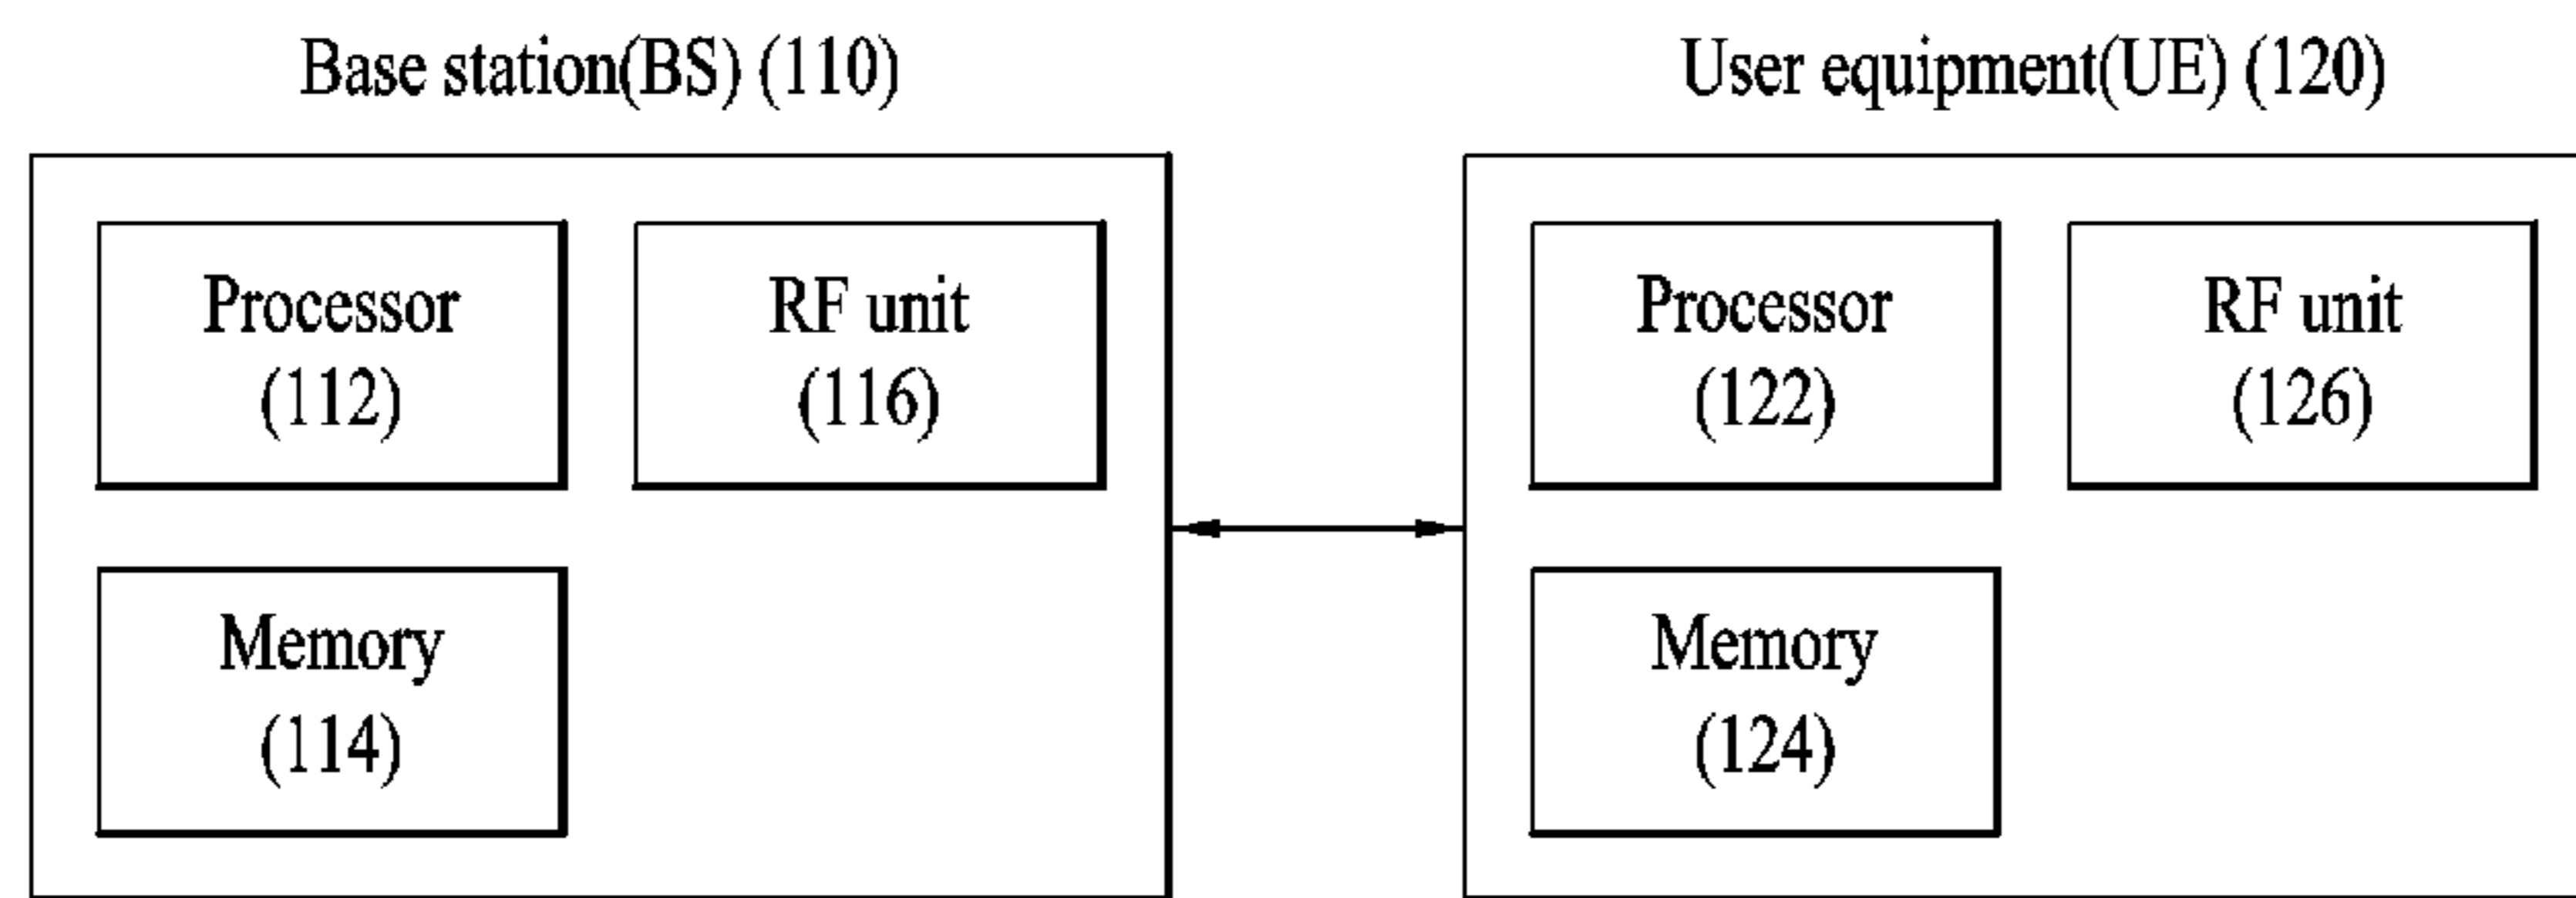 Base station(BS) (110)
Processor
(112)
RF unit
(116)
Memory
(114)
User equipment(UE) (120)
Processor
(122)
RF unit
(126)
Memory
(124)